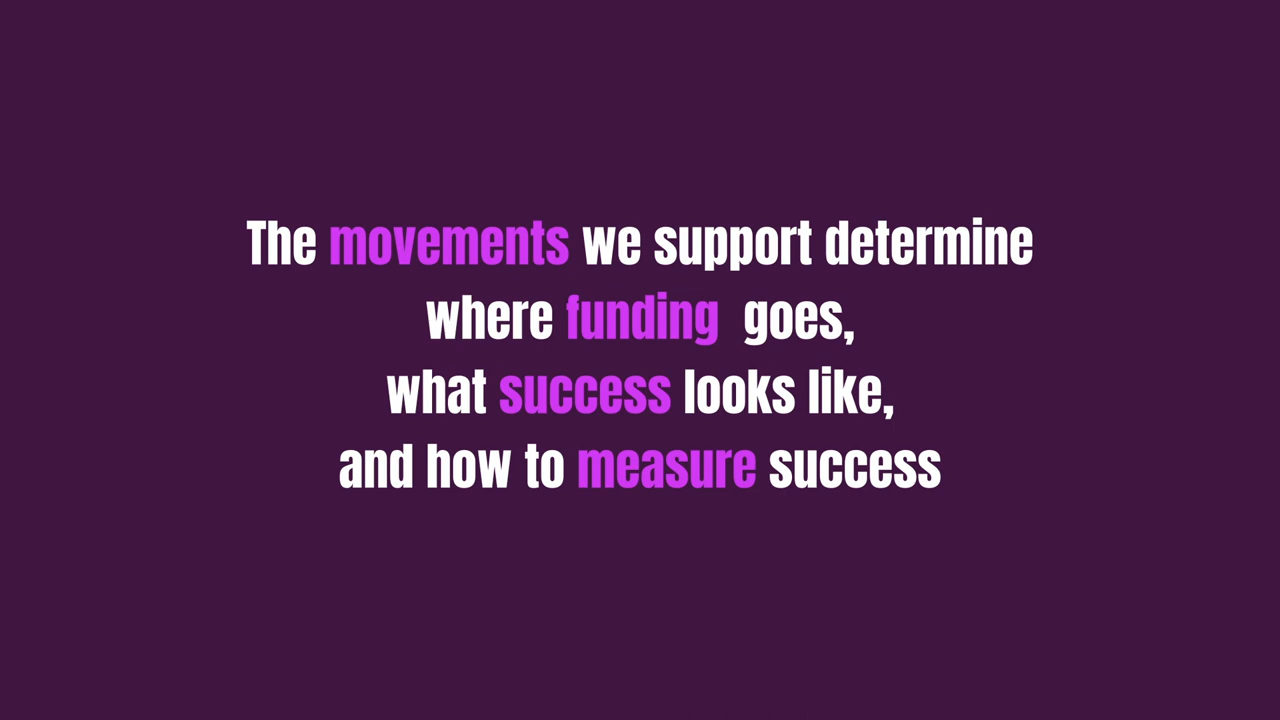 The movements we support determine
where funding goes,
what success looks like,
and how to measure success